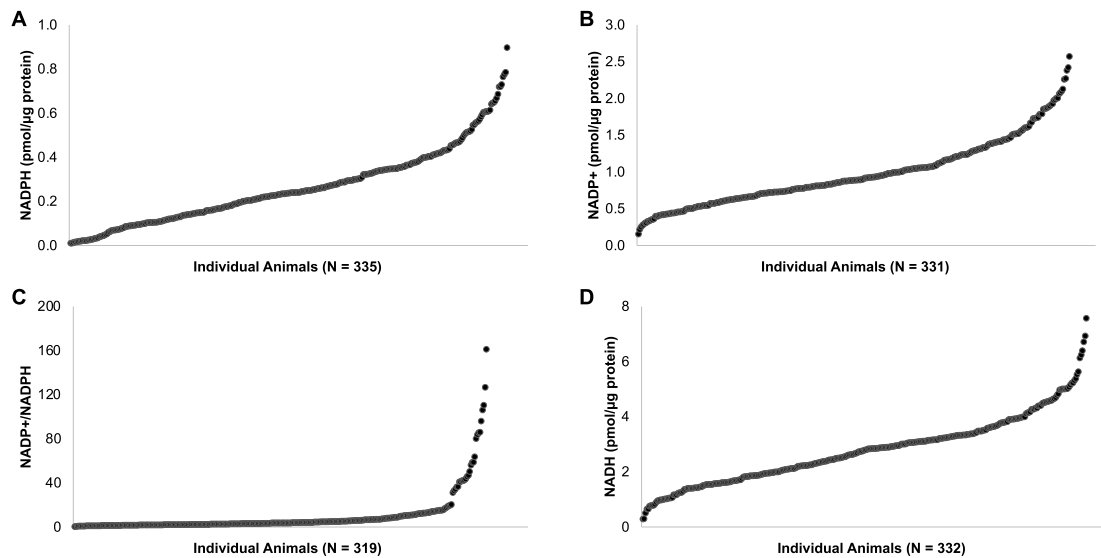 A
NADPH (pmol/µg protein)
1.0
0.8
0.6
0.4
0.2
0.0
Individual Animals (N = 335)
B
NADP+ (pmol/µg protein)
3.0
2.5
2.0
1.5
1.0
0.5
0.0
Individual Animals (N = 331)
C
NADP+/NADPH
200
160
120
80
40
0
Individual Animals (N = 319)
D
NADH (pmol/µg protein)
8
6
4
2
0
Individual Animals (N = 332)